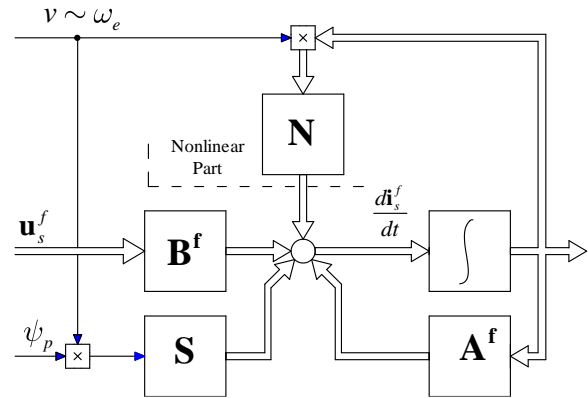 v ∼ ω_e
×
N
Nonlinear
Part
u_s^f
B^f
di_s^f
dt
∫
ψ_p
×
S
A^f